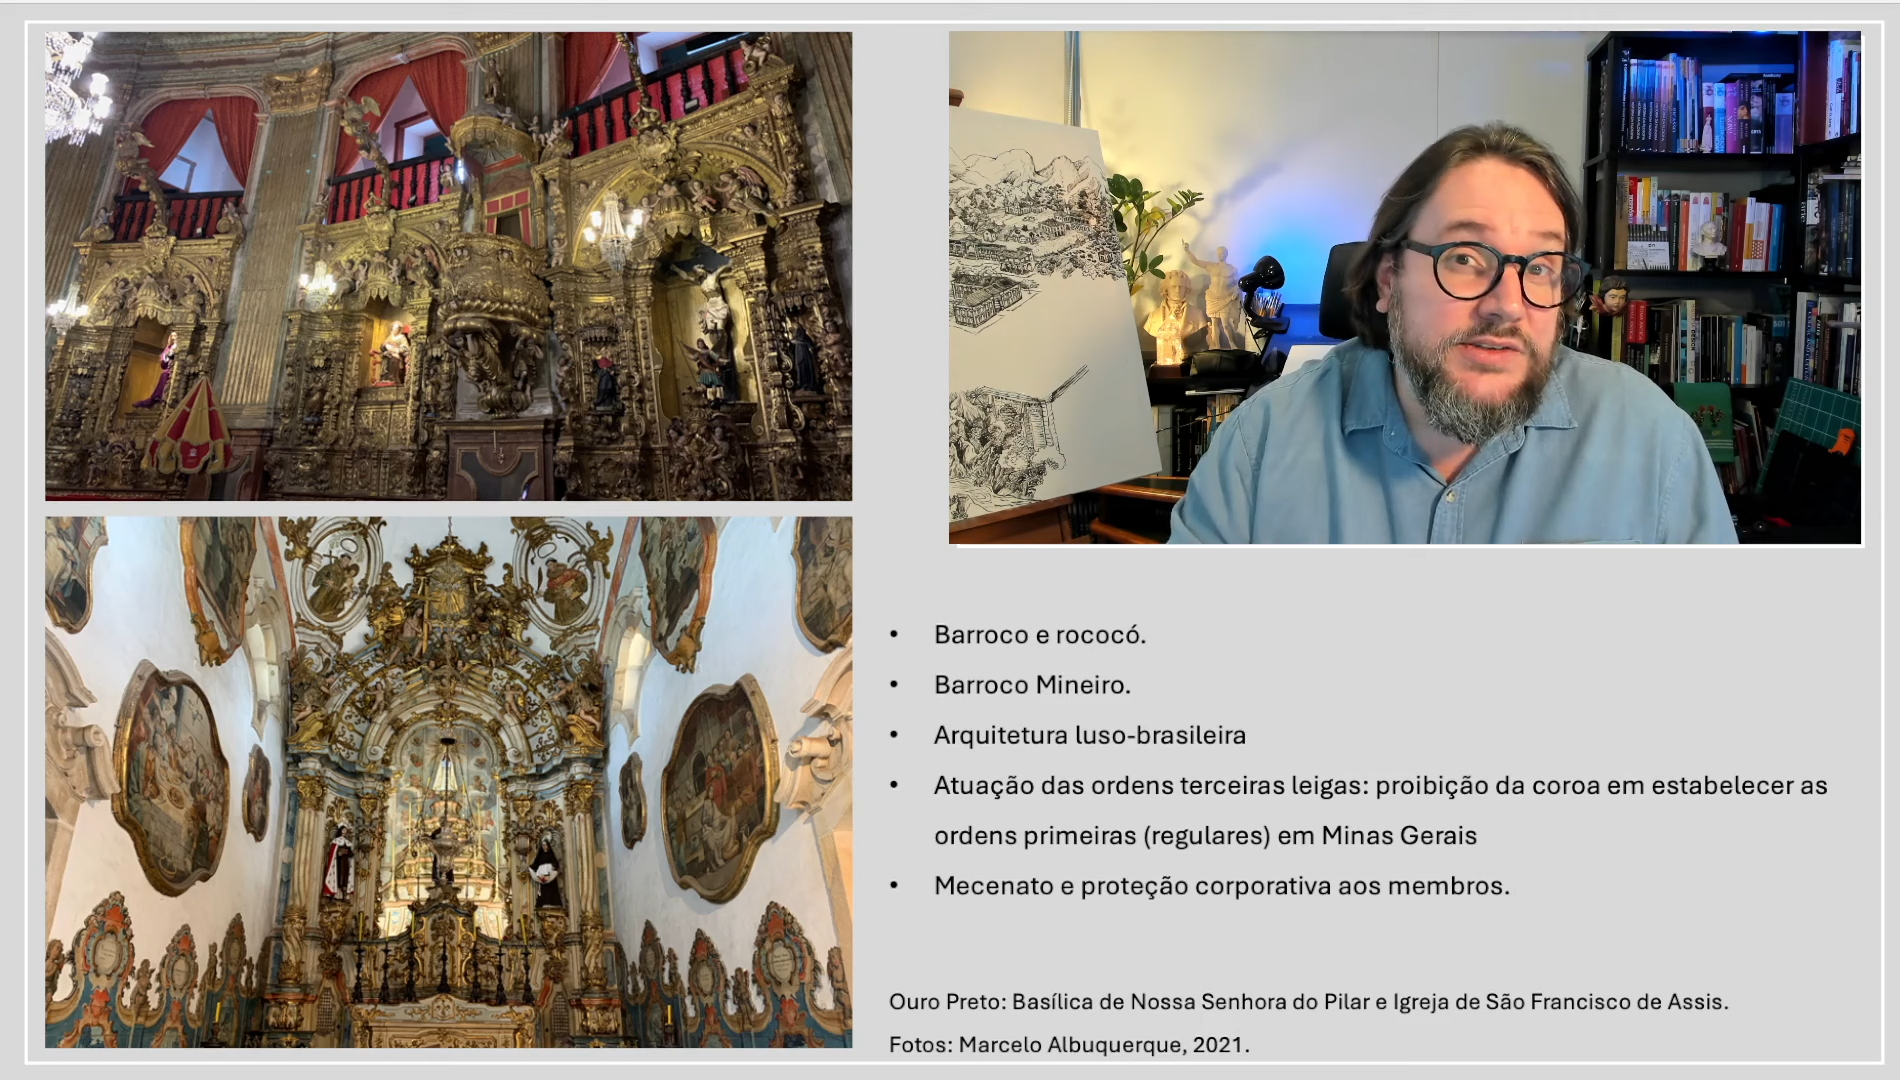 • Barroco e rococó.
• Barroco Mineiro.
• Arquitetura luso-brasileira
• Atuação das ordens terceiras leigas: proibição da coroa em estabelecer as
ordens primeiras (regulares) em Minas Gerais
• Mecenato e proteção corporativa aos membros.
Ouro Preto: Basílica de Nossa Senhora do Pilar e Igreja de São Francisco de Assis.
Fotos: Marcelo Albuquerque, 2021.